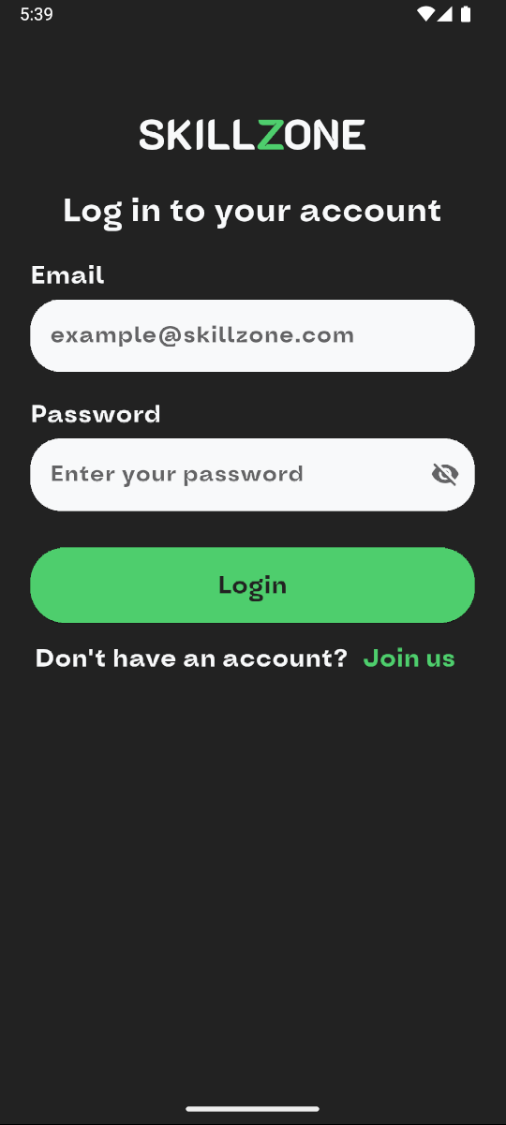 5:39
SKILLZONE
Log in to your account
Email
example@skillzone.com
Password
Enter your password
Login
Don't have an account? Join us